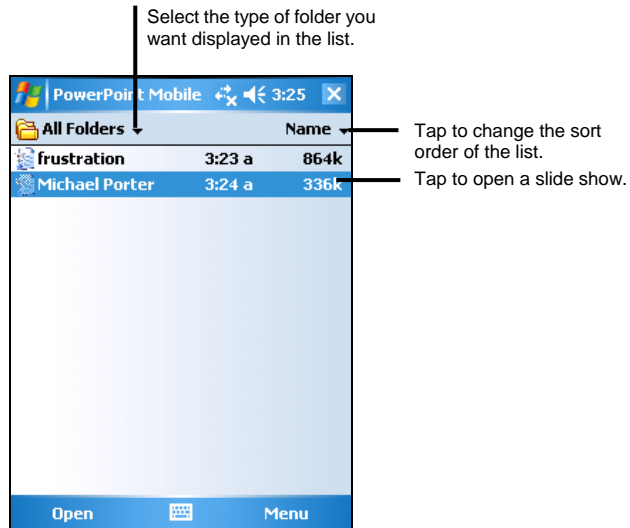 Select the type of folder you
want displayed in the list.
PowerPoint Mobile 3:25
All Folders Name
Tap to change the sort
order of the list.
frustration 3:23 a 864k
Michael Porter 3:24 a 336k
Tap to open a slide show.
Open Menu